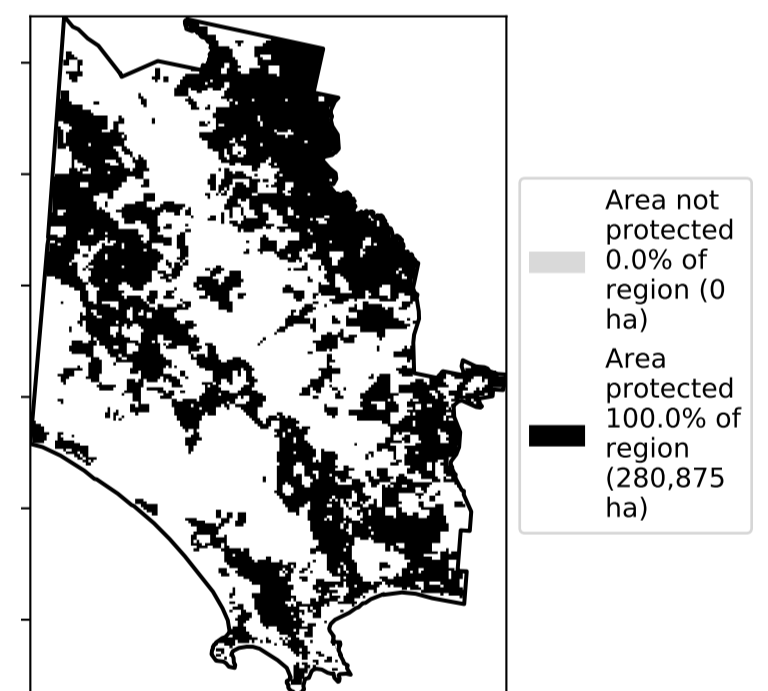 Area not
protected
0.0% of
region (0
ha)
Area
protected
100.0% of
region
(280,875
ha)